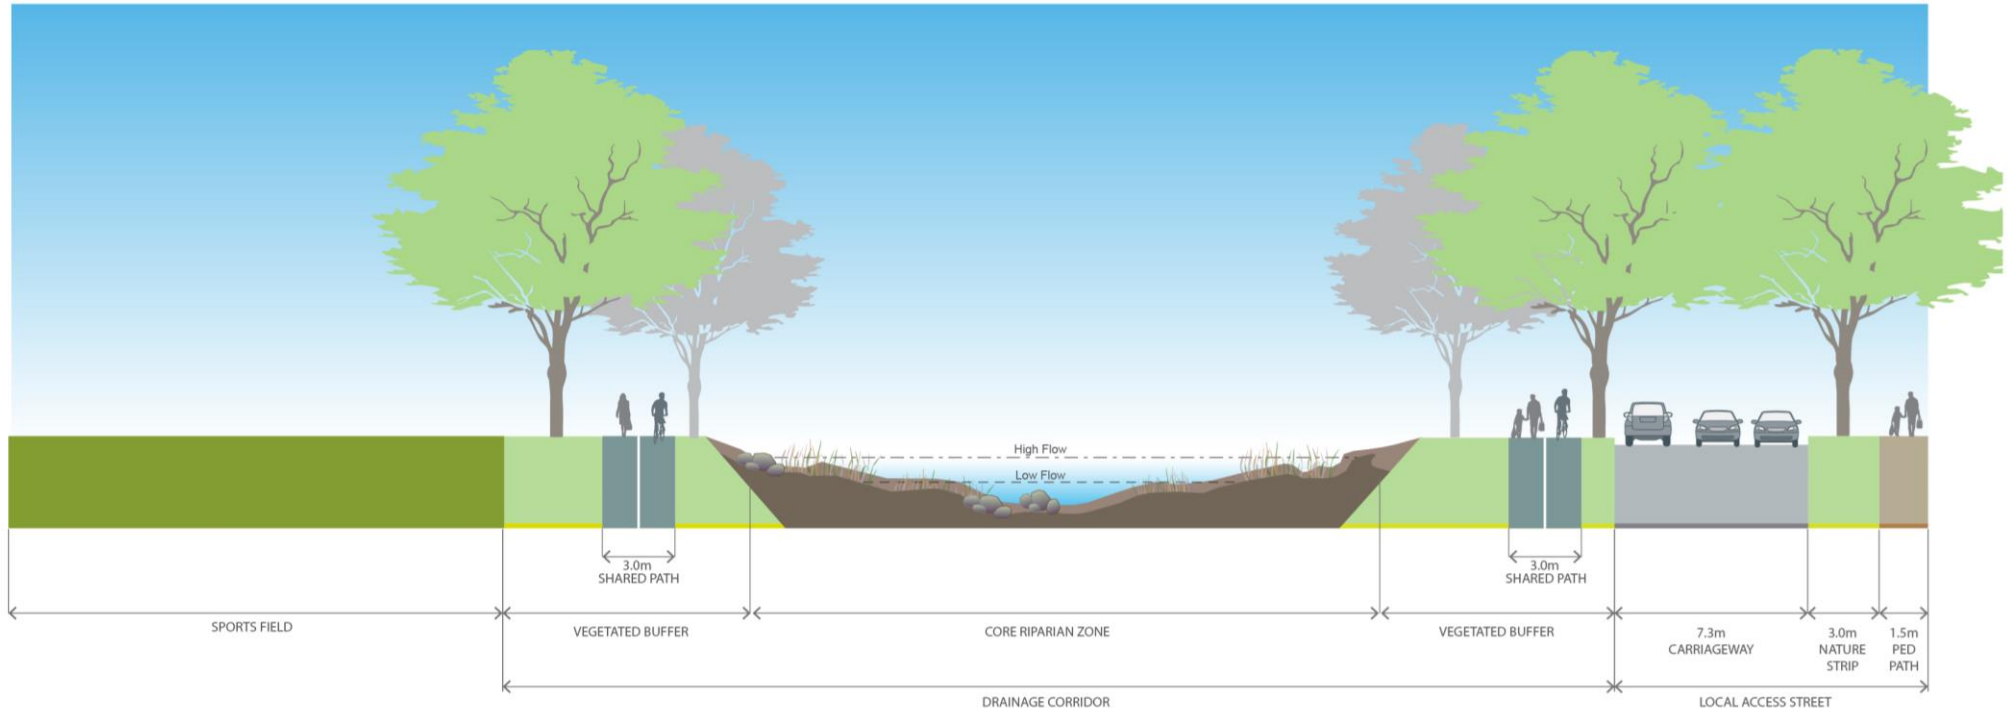 High Flow
Low Flow
3.0m
SHARED PATH
3.0m
SHARED PATH
SPORTS FIELD
VEGETATED BUFFER
CORE RIPARIAN ZONE
VEGETATED BUFFER
7.3m
CARRIAGEWAY
3.0m
NATURE
STRIP
1.5m
PED
PATH
DRAINAGE CORRIDOR
LOCAL ACCESS STREET